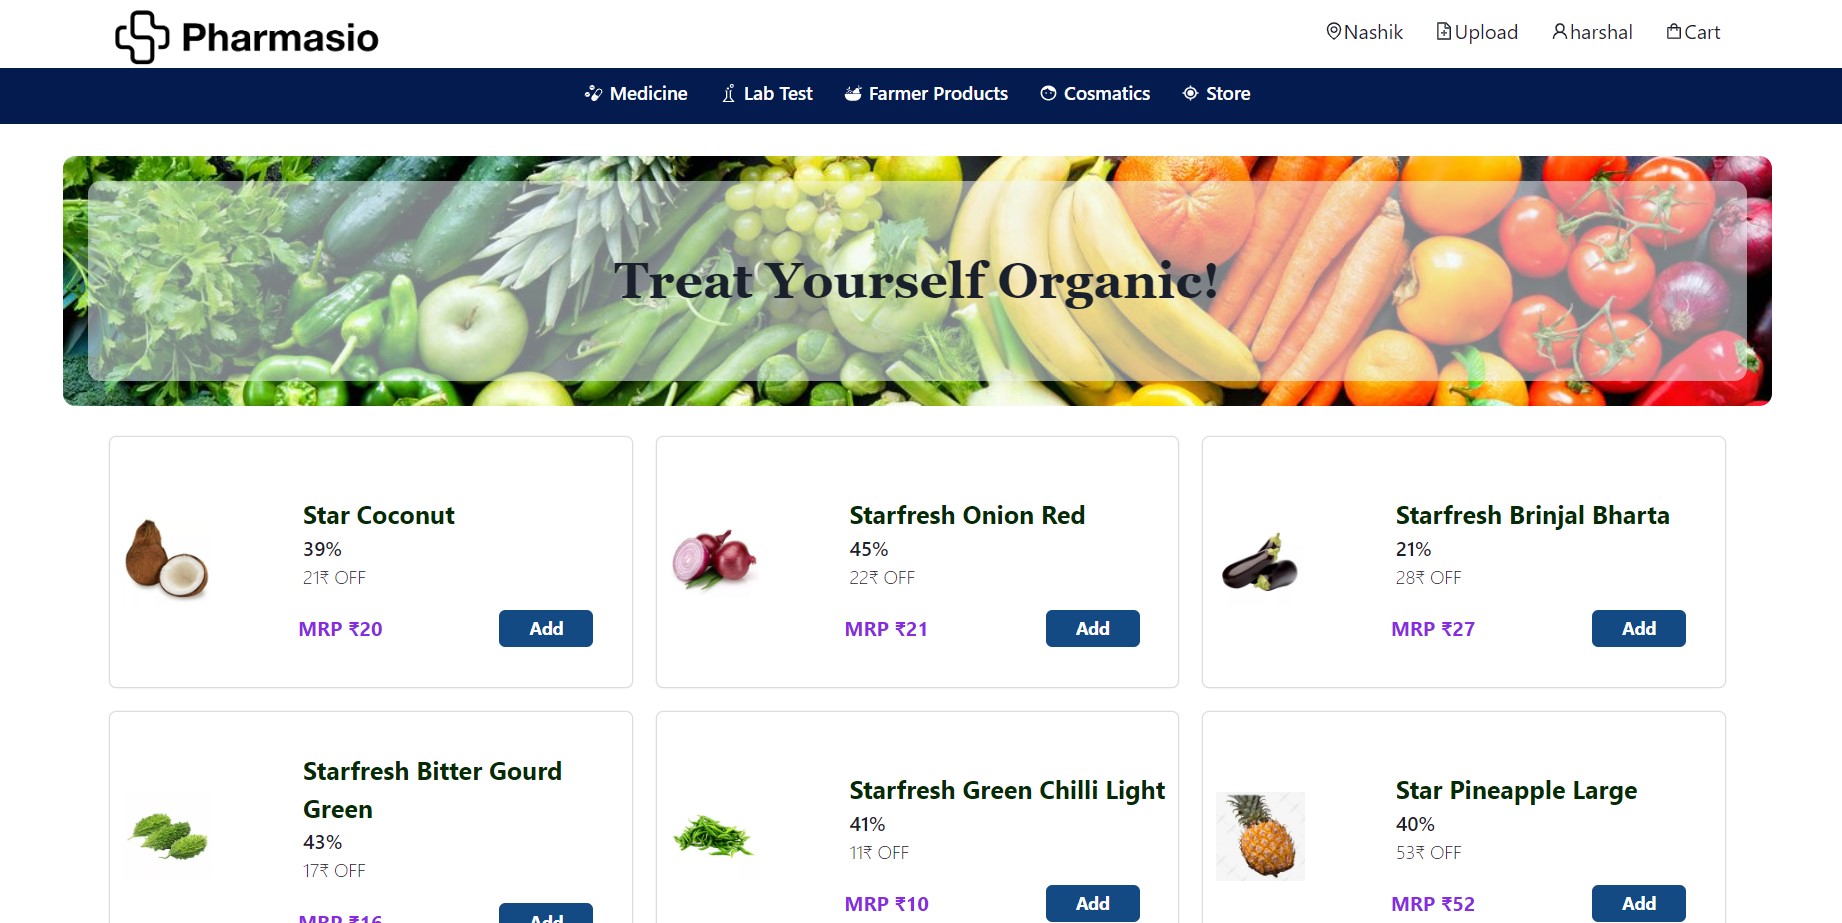 Pharmasio
Nashik Upload harshal Cart
Medicine Lab Test Farmer Products Cosmatics Store
Treat Yourself Organic!
Star Coconut
39%
21₹ OFF
MRP ₹20 Add
Starfresh Onion Red
45%
22₹ OFF
MRP ₹21 Add
Starfresh Brinjal Bharta
21%
28₹ OFF
MRP ₹27 Add
Starfresh Bitter Gourd
Green
43%
17₹ OFF
MRP ₹16 Add
Starfresh Green Chilli Light
41%
11₹ OFF
MRP ₹10 Add
Star Pineapple Large
40%
53₹ OFF
MRP ₹52 Add